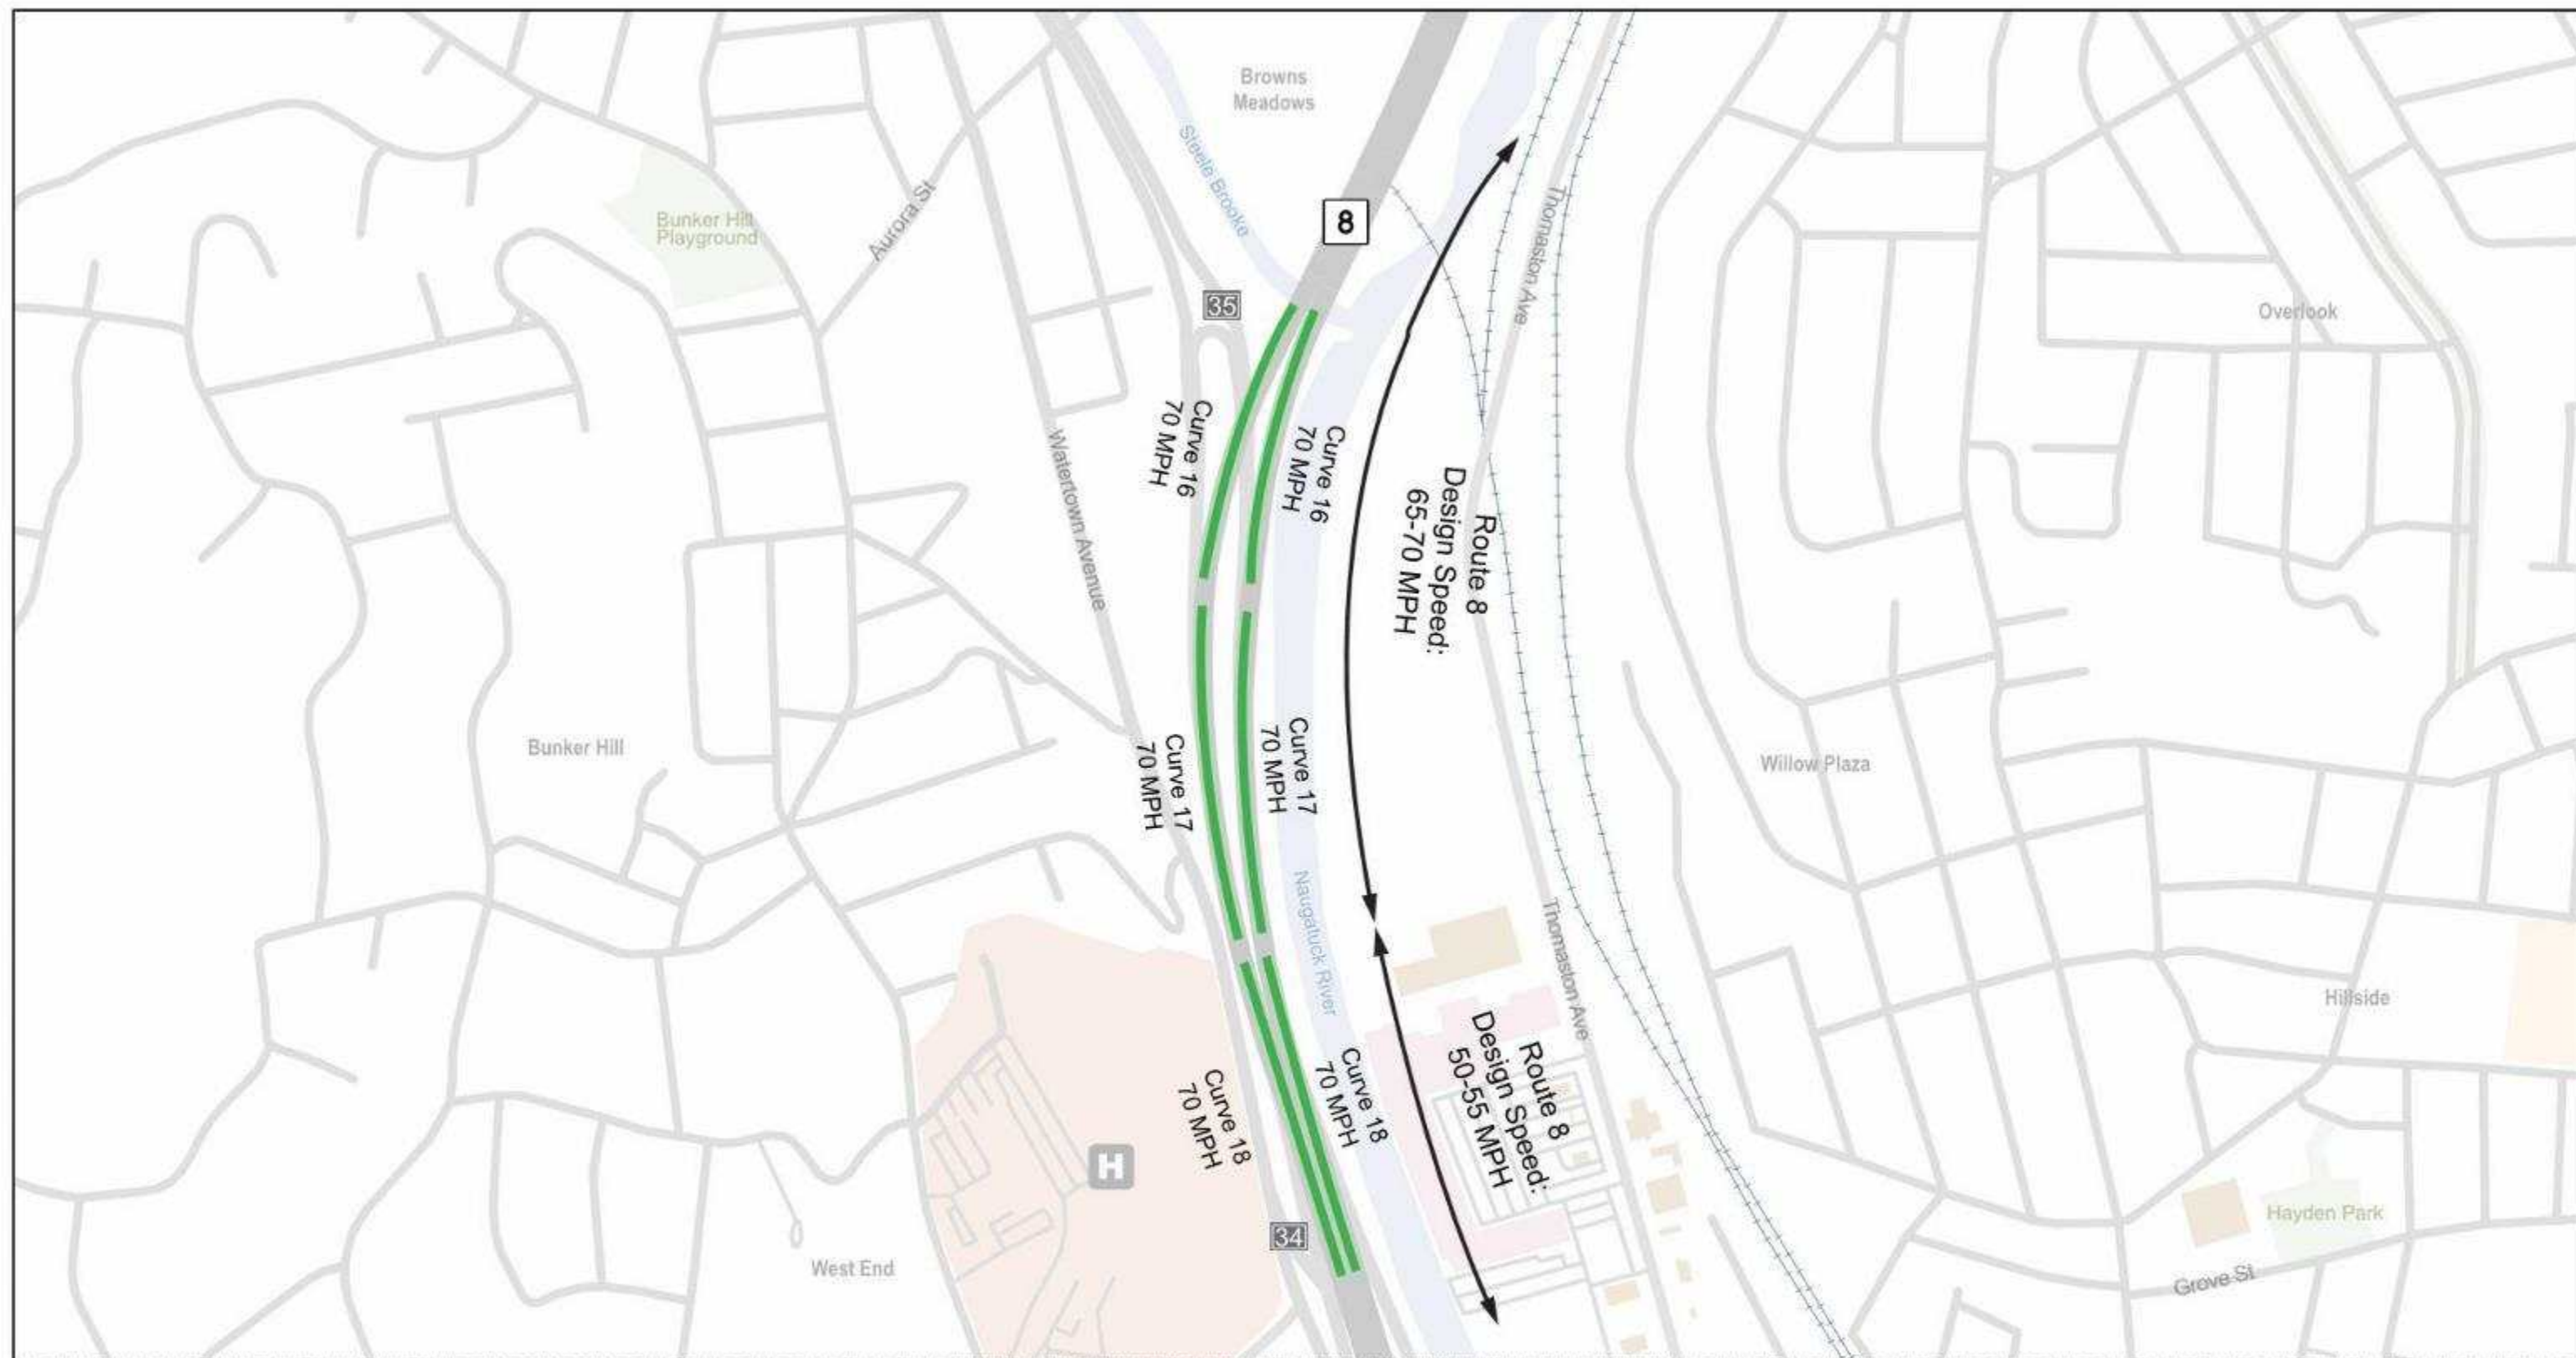 Browns
Meadows
Steele Brooke
8
Bunker Hill
Playground
Aurora St
Thomaston Ave
35
Overlook
Curve 16
70 MPH
Curve 16
70 MPH
Watertown Avenue
Route 8
Design Speed:
65-70 MPH
Bunker Hill
Curve 17
70 MPH
Curve 17
70 MPH
Willow Plaza
Naugatuck River
Thomaston Ave
Hillside
Curve 18
70 MPH
Curve 18
70 MPH
Route 8
Design Speed:
50-55 MPH
H
34
West End
Hayden Park
Grove St